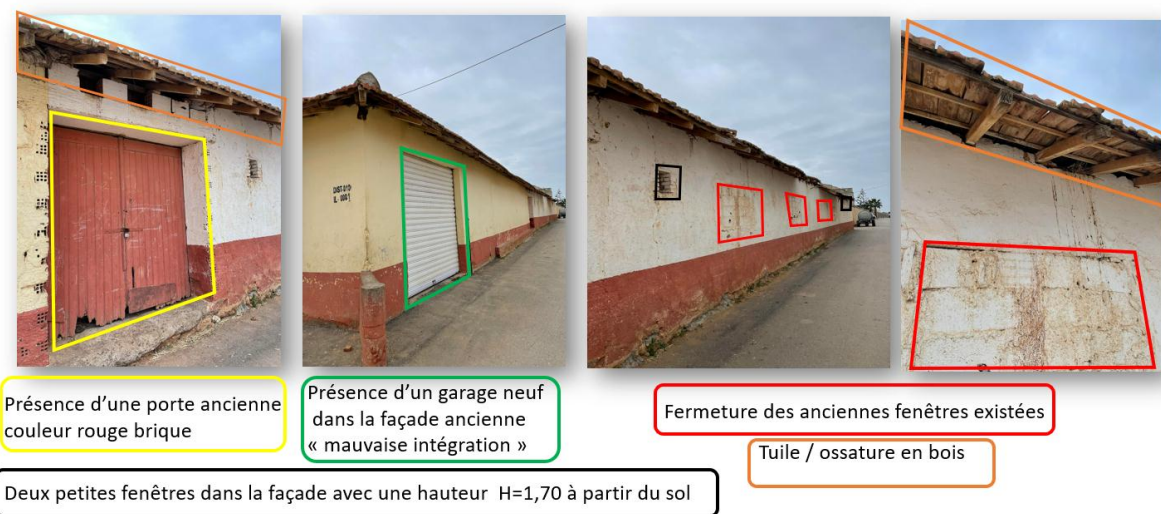 Présence d'une porte ancienne
couleur rouge brique
Présence d'un garage neuf
dans la façade ancienne
« mauvaise intégration »
Fermeture des anciennes fenêtres existées
Tuile / ossature en bois
Deux petites fenêtres dans la façade avec une hauteur H=1,70 à partir du sol